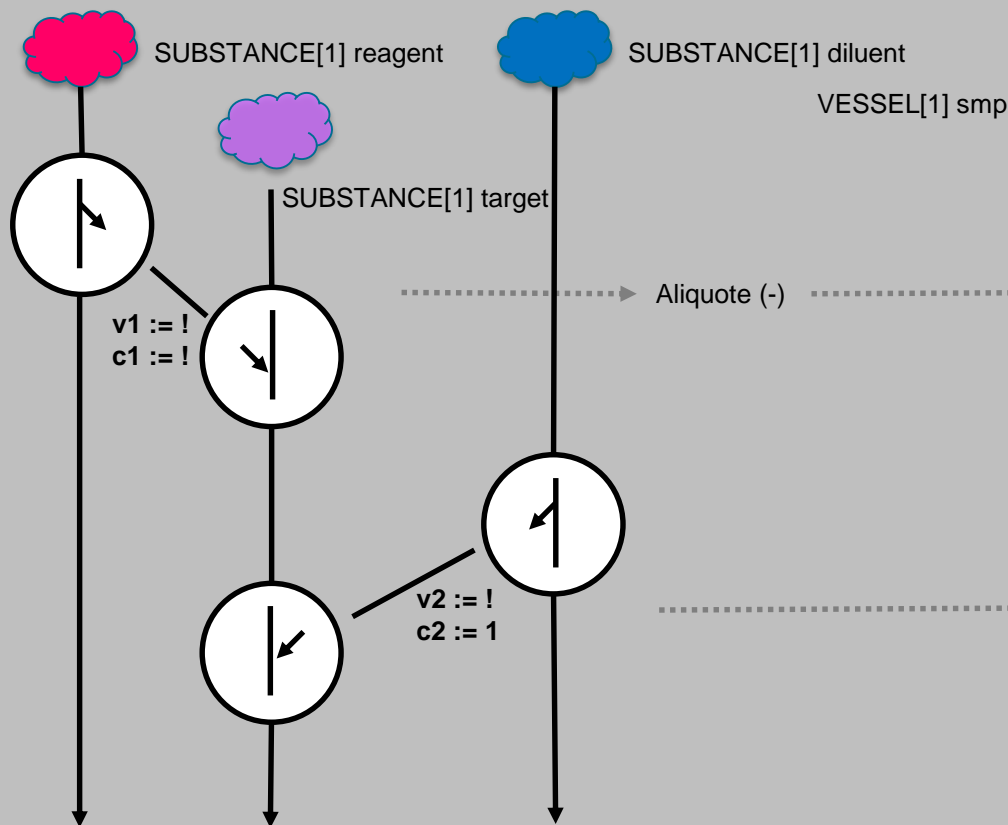 SUBSTANCE[1] reagent
SUBSTANCE[1] diluent
VESSEL[1] smp
SUBSTANCE[1] target
Aliquote (-)
v1 := !
c1 := !
v2 := !
c2 := 1